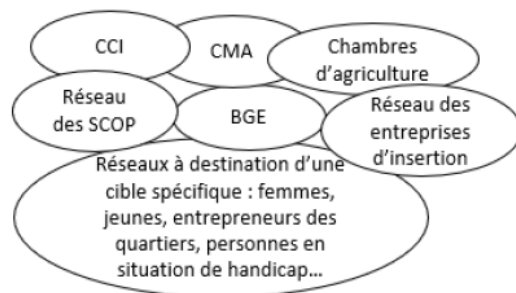 CCI
CMA
Chambres
d'agriculture
Réseau
des SCOP
BGE
Réseau des
entreprises
d'insertion
Réseaux à destination d'une
cible spécifique : femmes,
jeunes, entrepreneurs des
quartiers, personnes en
situation de handicap...